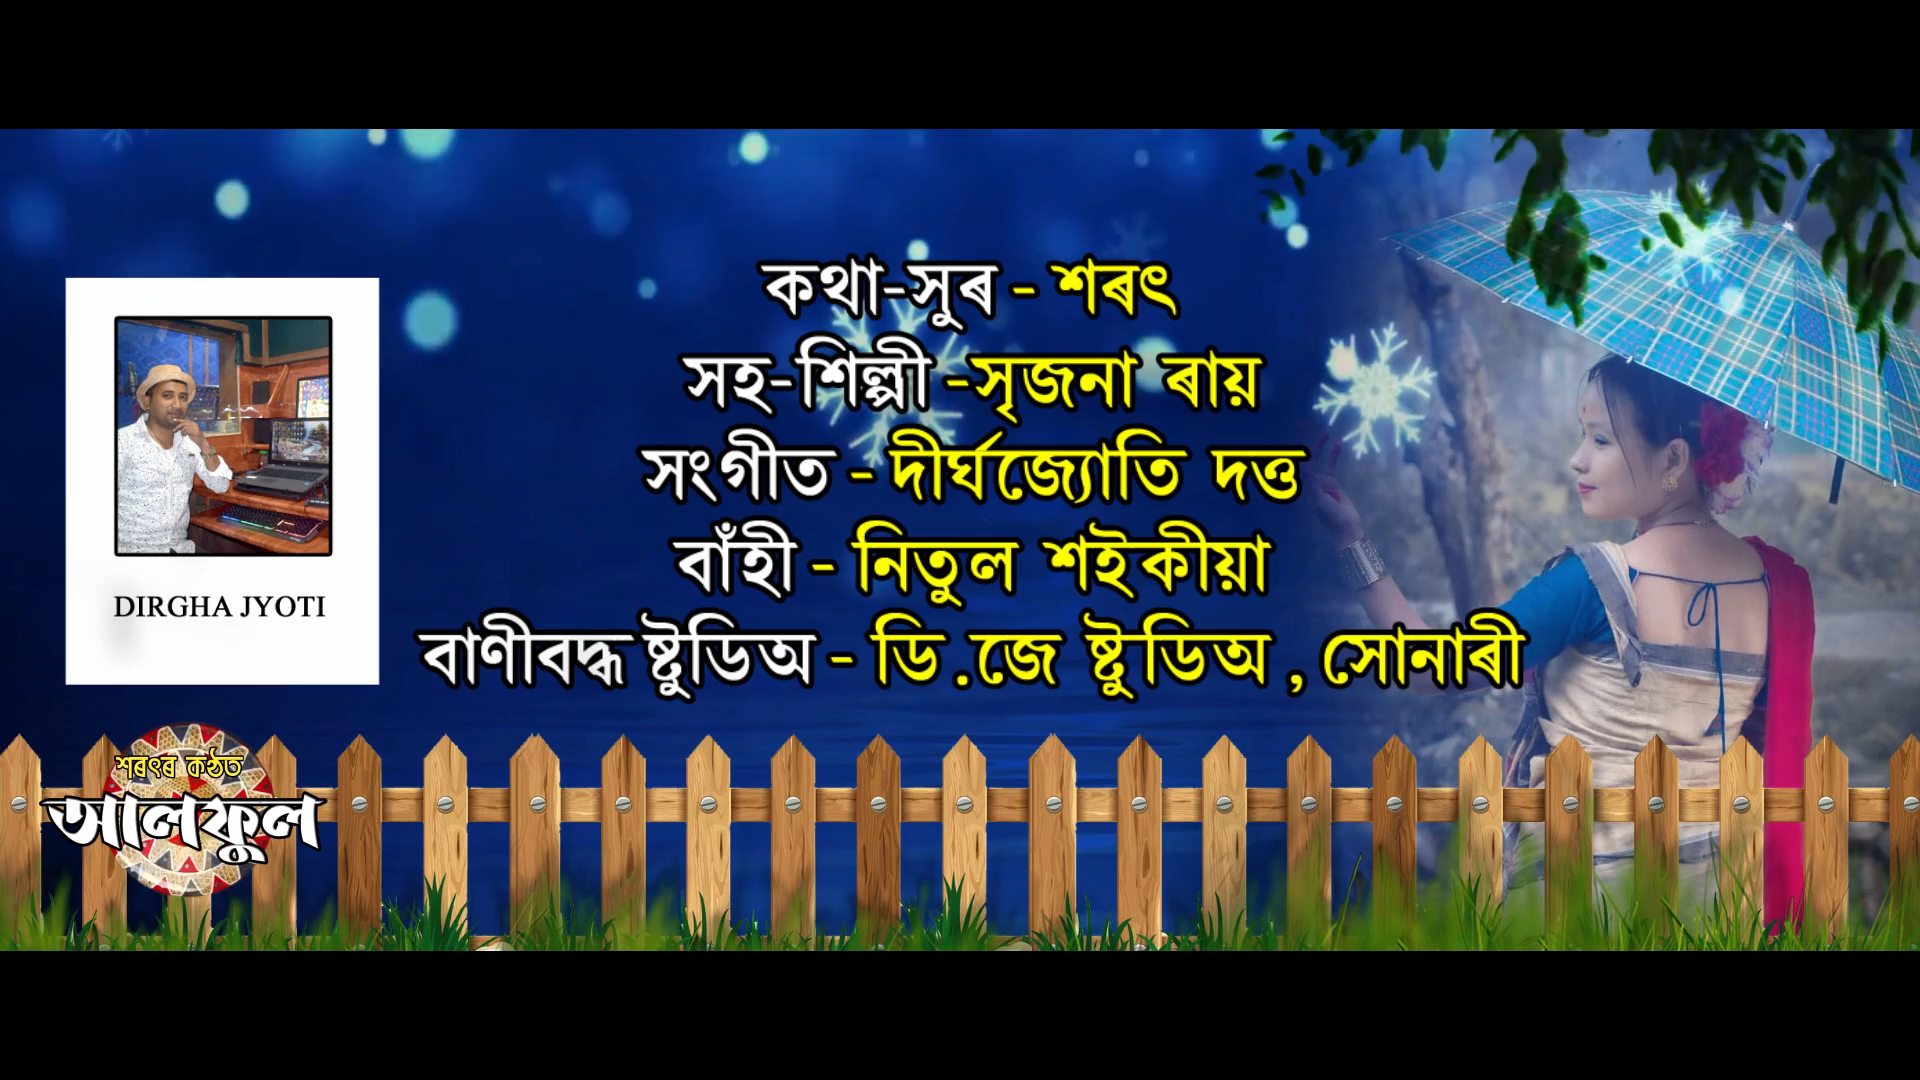 কথা-সুৰ - শৰৎ
সহ-শিল্পী -সৃজনা ৰায়
সংগীত - দীৰ্ঘজ্যোতি দত্ত
বাঁহী - নিতুল শইকীয়া
বাণীবদ্ধ ষ্টুডিঅ - ডি.জে ষ্টুডিঅ , সোনাৰী
DIRGHA JYOTI
শৰৎৰ কণ্ঠত
আলফুল